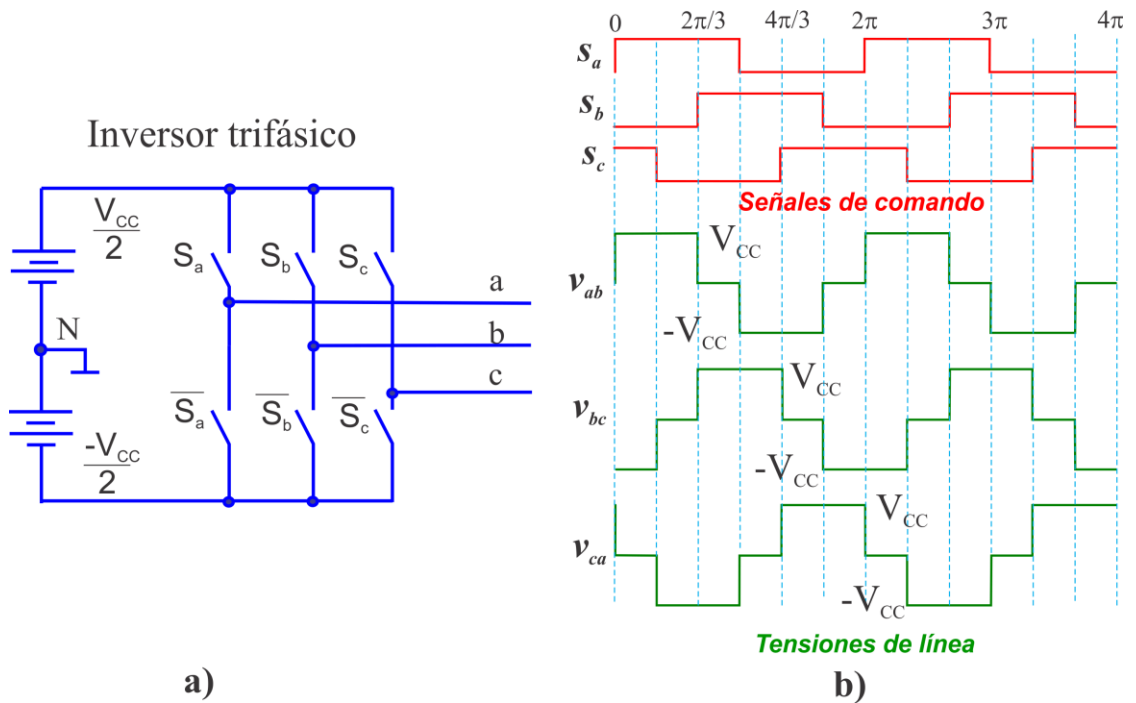 Inversor trifásico
V_CC
2
S_a
S_b
S_c
a
N
b
c
S̅_a
S̅_b
S̅_c
-V_CC
2
a)
0 2π/3 4π/3 2π 3π 4π
s_a
s_b
s_c
Señales de comando
V_CC
v_ab
-V_CC
V_CC
v_bc
-V_CC
V_CC
v_ca
-V_CC
Tensiones de línea
b)